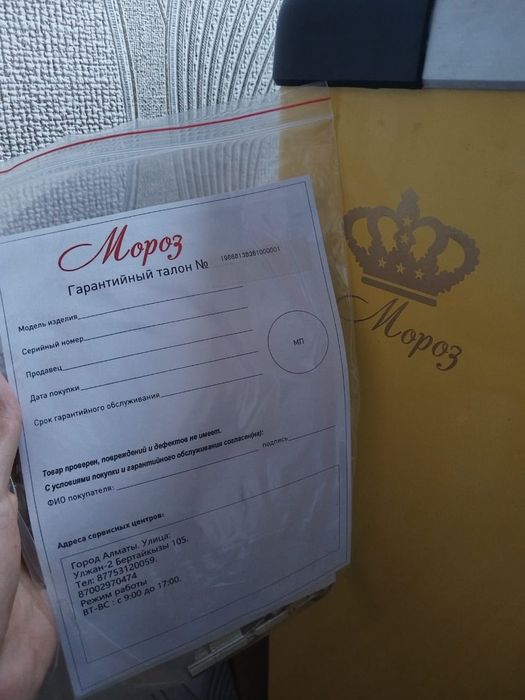 Мороз
Гарантийный талон №
Модель изделия
Серийный номер
Продавец
Дата покупки
МП
Срок гарантийного обслуживания
Товар проверен, повреждений и дефектов не имеет.
С условиями покупки и гарантийного обслуживания согласен(на):
ФИО покупателя: подпись
Адреса сервисных центров:
Город Алматы. Улица:
Улжан-2 Бертайкызы 105.
Тел: 87753120059.
87002970474
Режим работы
ВТ-ВС : с 9:00 до 17:00.
Мороз